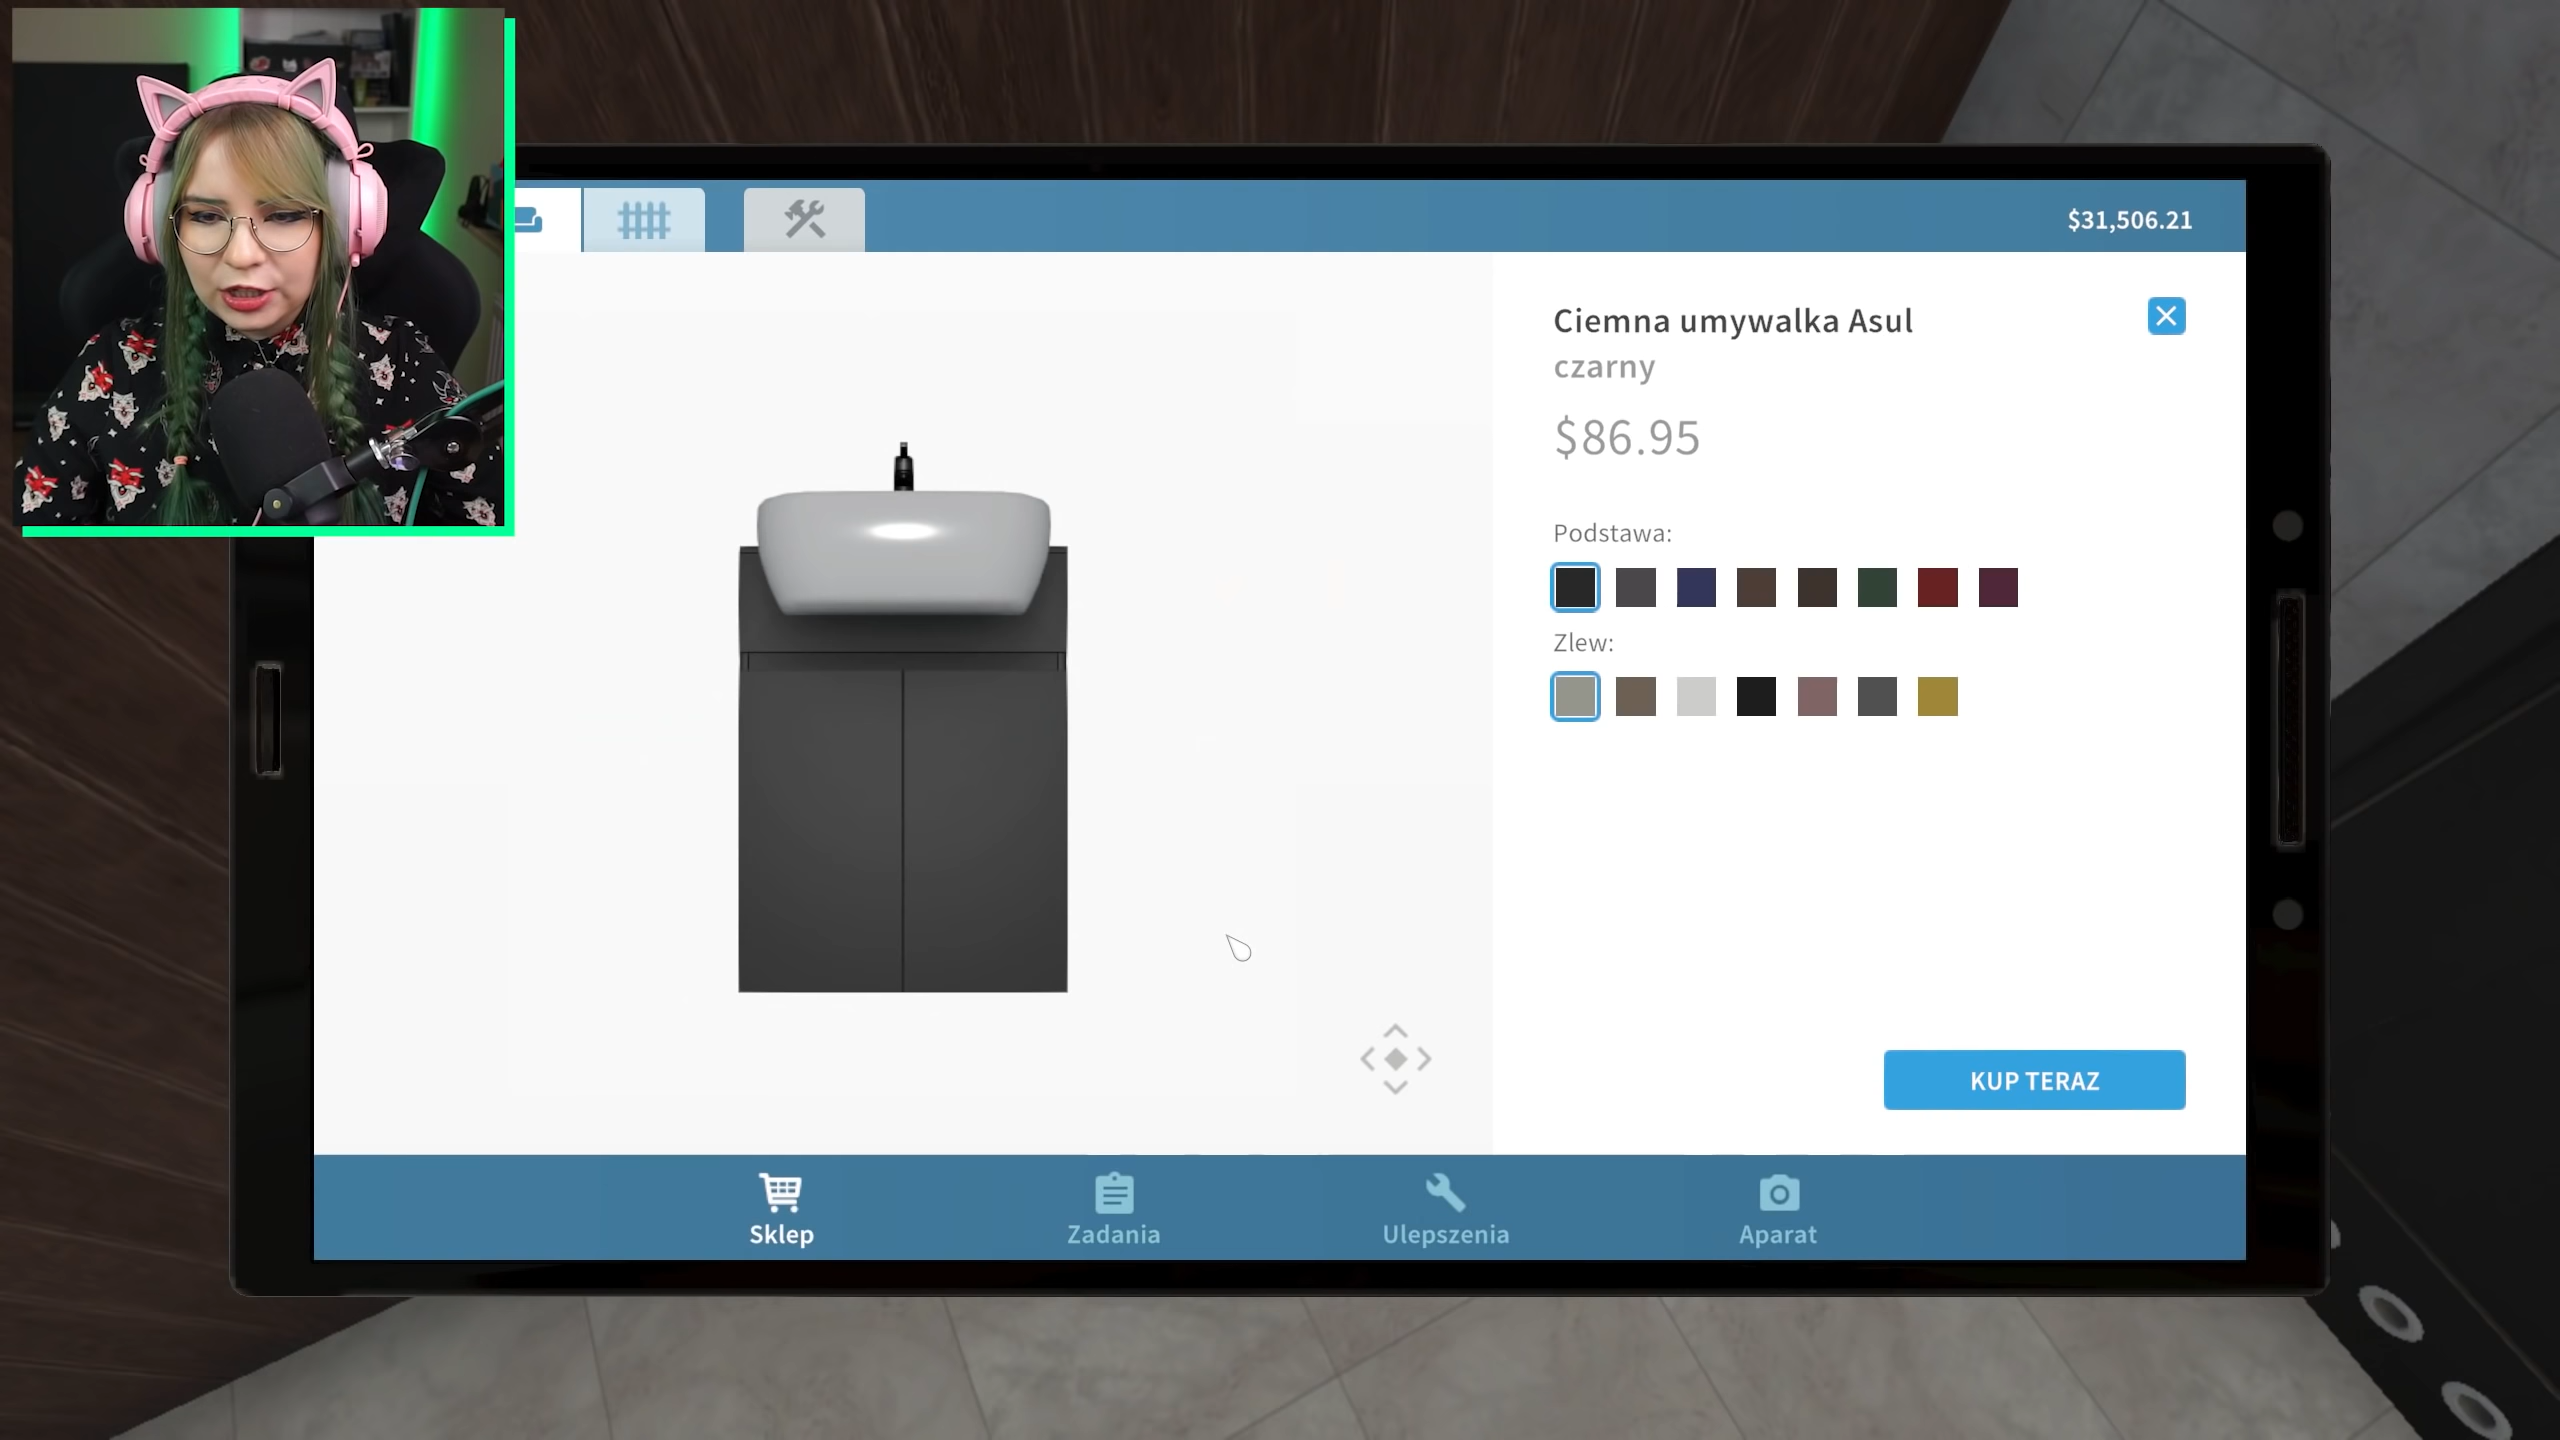 $31,506.21
Ciemna umywalka Asul
czarny
$86.95
Podstawa:
Zlew:
KUP TERAZ
Sklep
Zadania
Ulepszenia
Aparat